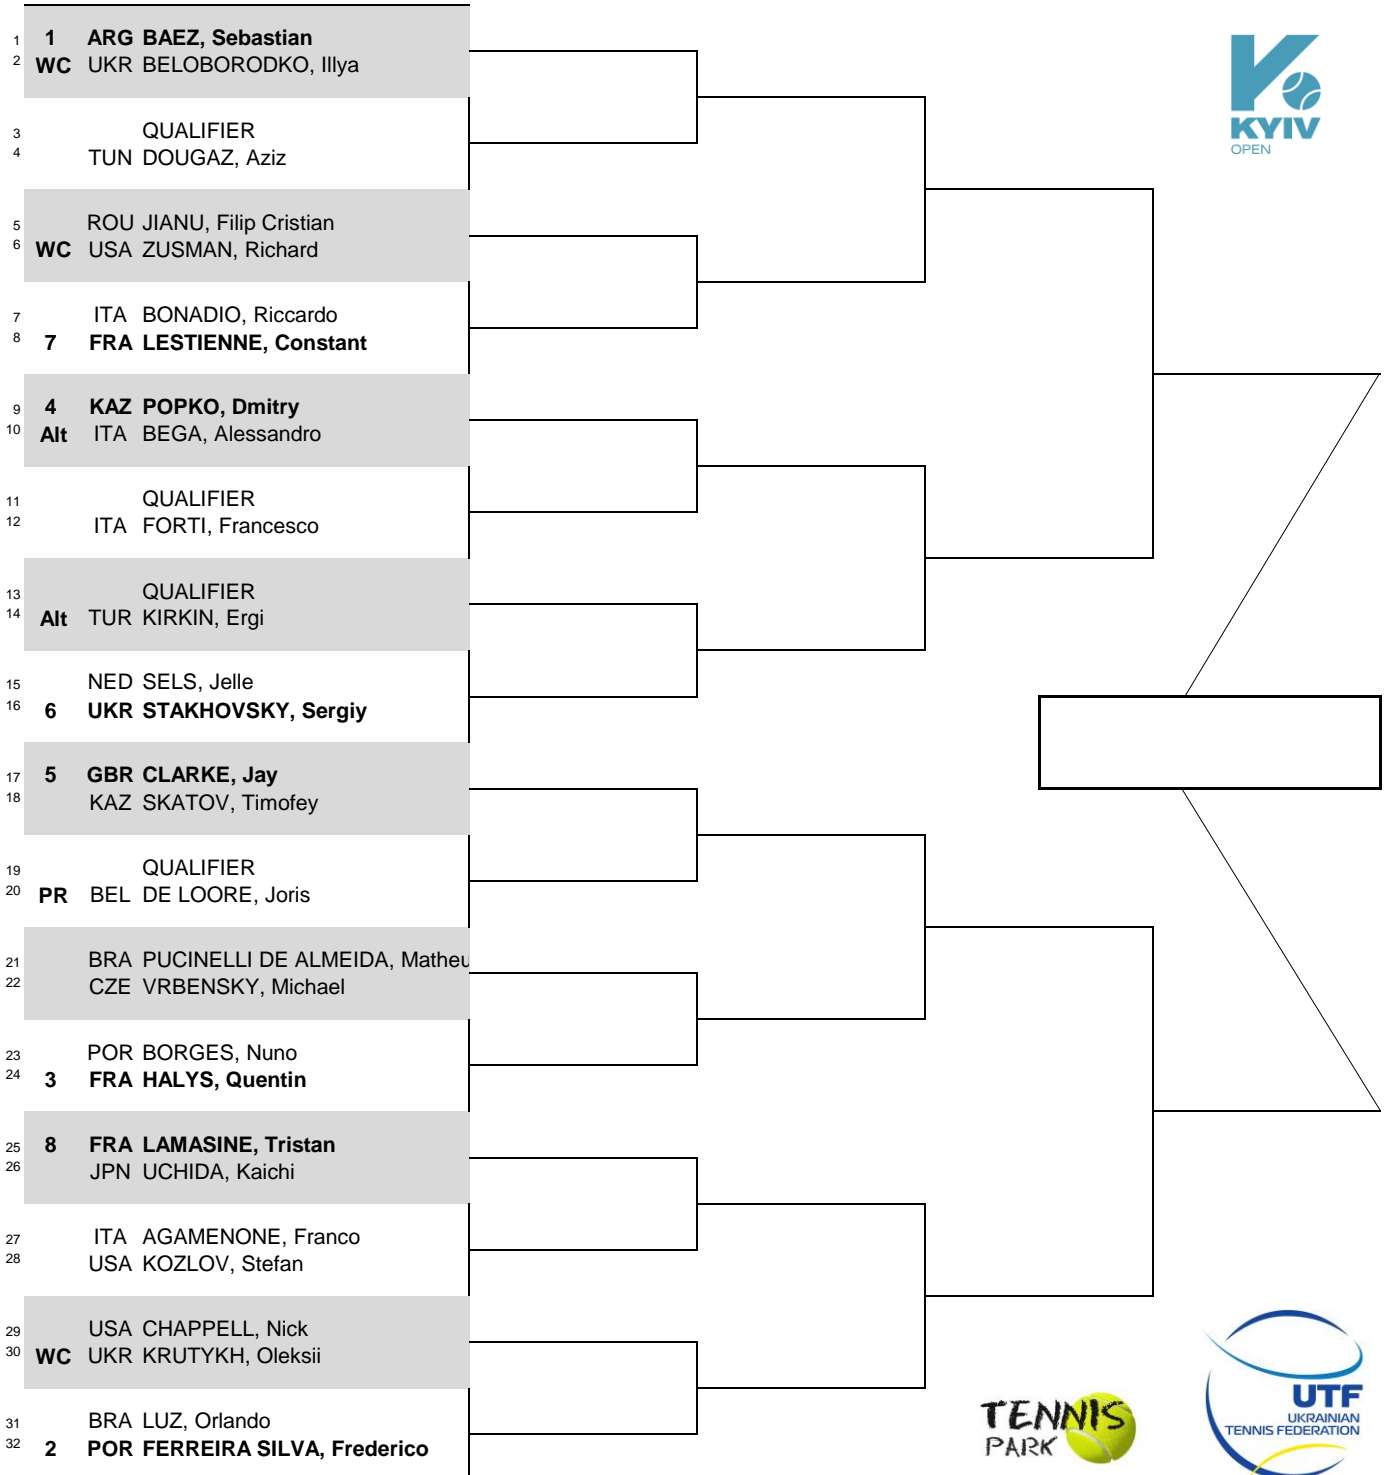 1 1 ARG BAEZ, Sebastian
2 WC UKR BELOBORODKO, Illya
3 QUALIFIER
4 TUN DOUGAZ, Aziz
5 ROU JIANU, Filip Cristian
6 WC USA ZUSMAN, Richard
7 ITA BONADIO, Riccardo
8 7 FRA LESTIENNE, Constant
9 4 KAZ POPKO, Dmitry
10 Alt ITA BEGA, Alessandro
11 QUALIFIER
12 ITA FORTI, Francesco
13 QUALIFIER
14 Alt TUR KIRKIN, Ergi
15 NED SELS, Jelle
16 6 UKR STAKHOVSKY, Sergiy
17 5 GBR CLARKE, Jay
18 KAZ SKATOV, Timofey
19 QUALIFIER
20 PR BEL DE LOORE, Joris
21 BRA PUCINELLI DE ALMEIDA, Matheu
22 CZE VRBENSKY, Michael
23 POR BORGES, Nuno
24 3 FRA HALYS, Quentin
25 8 FRA LAMASINE, Tristan
26 JPN UCHIDA, Kaichi
27 ITA AGAMENONE, Franco
28 USA KOZLOV, Stefan
29 USA CHAPPELL, Nick
30 WC UKR KRUTYKH, Oleksii
31 BRA LUZ, Orlando
32 2 POR FERREIRA SILVA, Frederico
KYIV
OPEN
TENNIS
PARK
UTF
UKRAINIAN
TENNIS FEDERATION